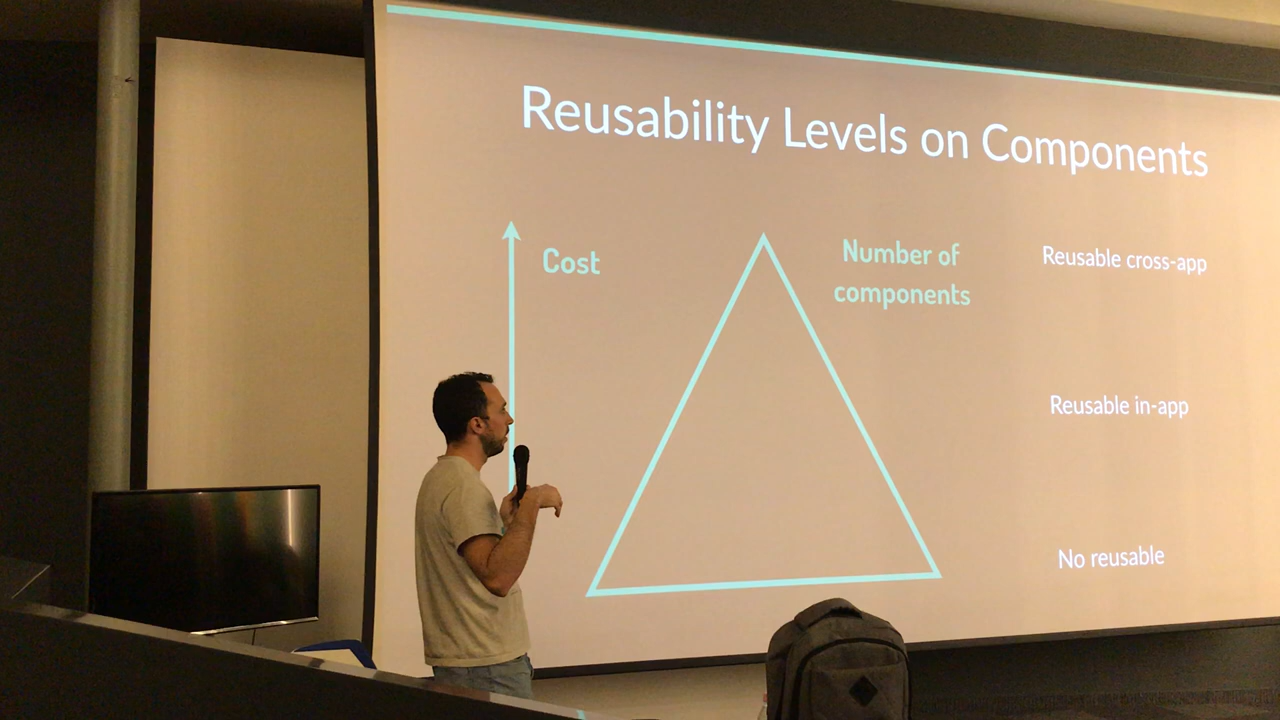 Reusability Levels on Components
Cost
Number of
components
Reusable cross-app
Reusable in-app
No reusable